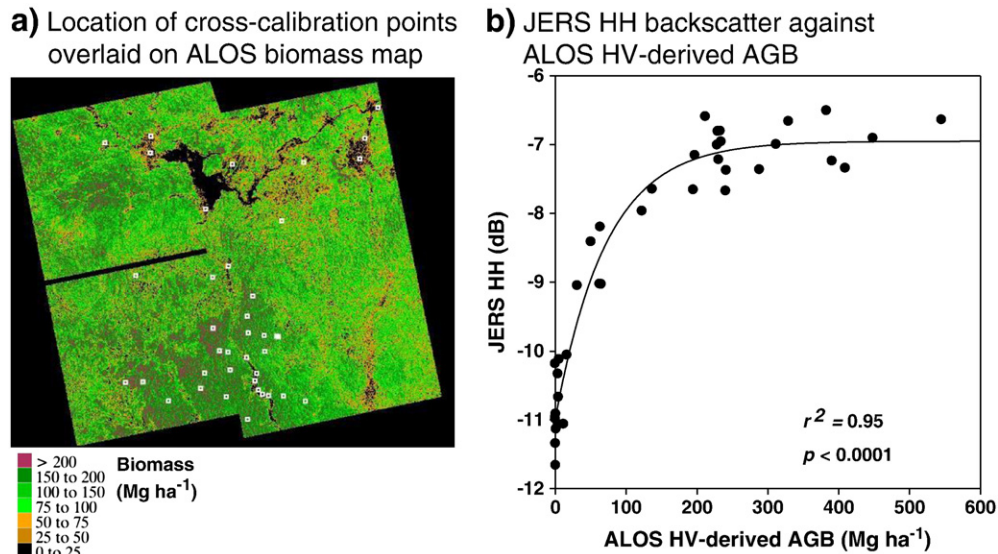 a) Location of cross-calibration points
overlaid on ALOS biomass map
> 200
150 to 200
100 to 150
75 to 100
50 to 75
25 to 50
0 to 25
Biomass
(Mg ha-1)
b) JERS HH backscatter against
ALOS HV-derived AGB
-6
-7
-8
-9
-10
-11
-12
JERS HH (dB)
r2 = 0.95
p < 0.0001
0 100 200 300 400 500 600
ALOS HV-derived AGB (Mg ha-1)